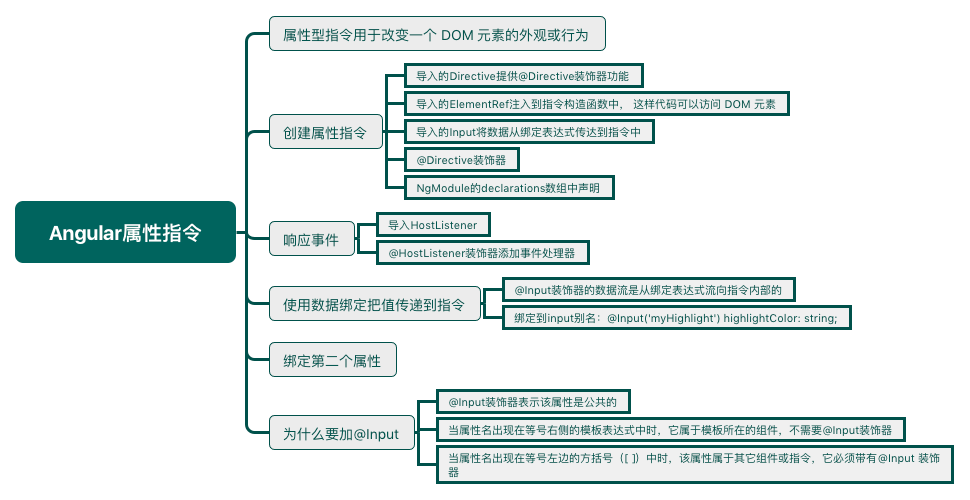 Angular属性指令
属性型指令用于改变一个 DOM 元素的外观或行为
创建属性指令
导入的Directive提供@Directive装饰器功能
导入的ElementRef注入到指令构造函数中， 这样代码可以访问 DOM 元素
导入的Input将数据从绑定表达式传达到指令中
@Directive装饰器
NgModule的declarations数组中声明
响应事件
导入HostListener
@HostListener装饰器添加事件处理器
使用数据绑定把值传递到指令
@Input装饰器的数据流是从绑定表达式流向指令内部的
绑定到input别名：@Input('myHighlight') highlightColor: string;
绑定第二个属性
为什么要加@Input
@Input装饰器表示该属性是公共的
当属性名出现在等号右侧的模板表达式中时，它属于模板所在的组件，不需要@Input装饰器
当属性名出现在等号左边的方括号（[ ]）中时，该属性属于其它组件或指令，它必须带有@Input 装饰
器